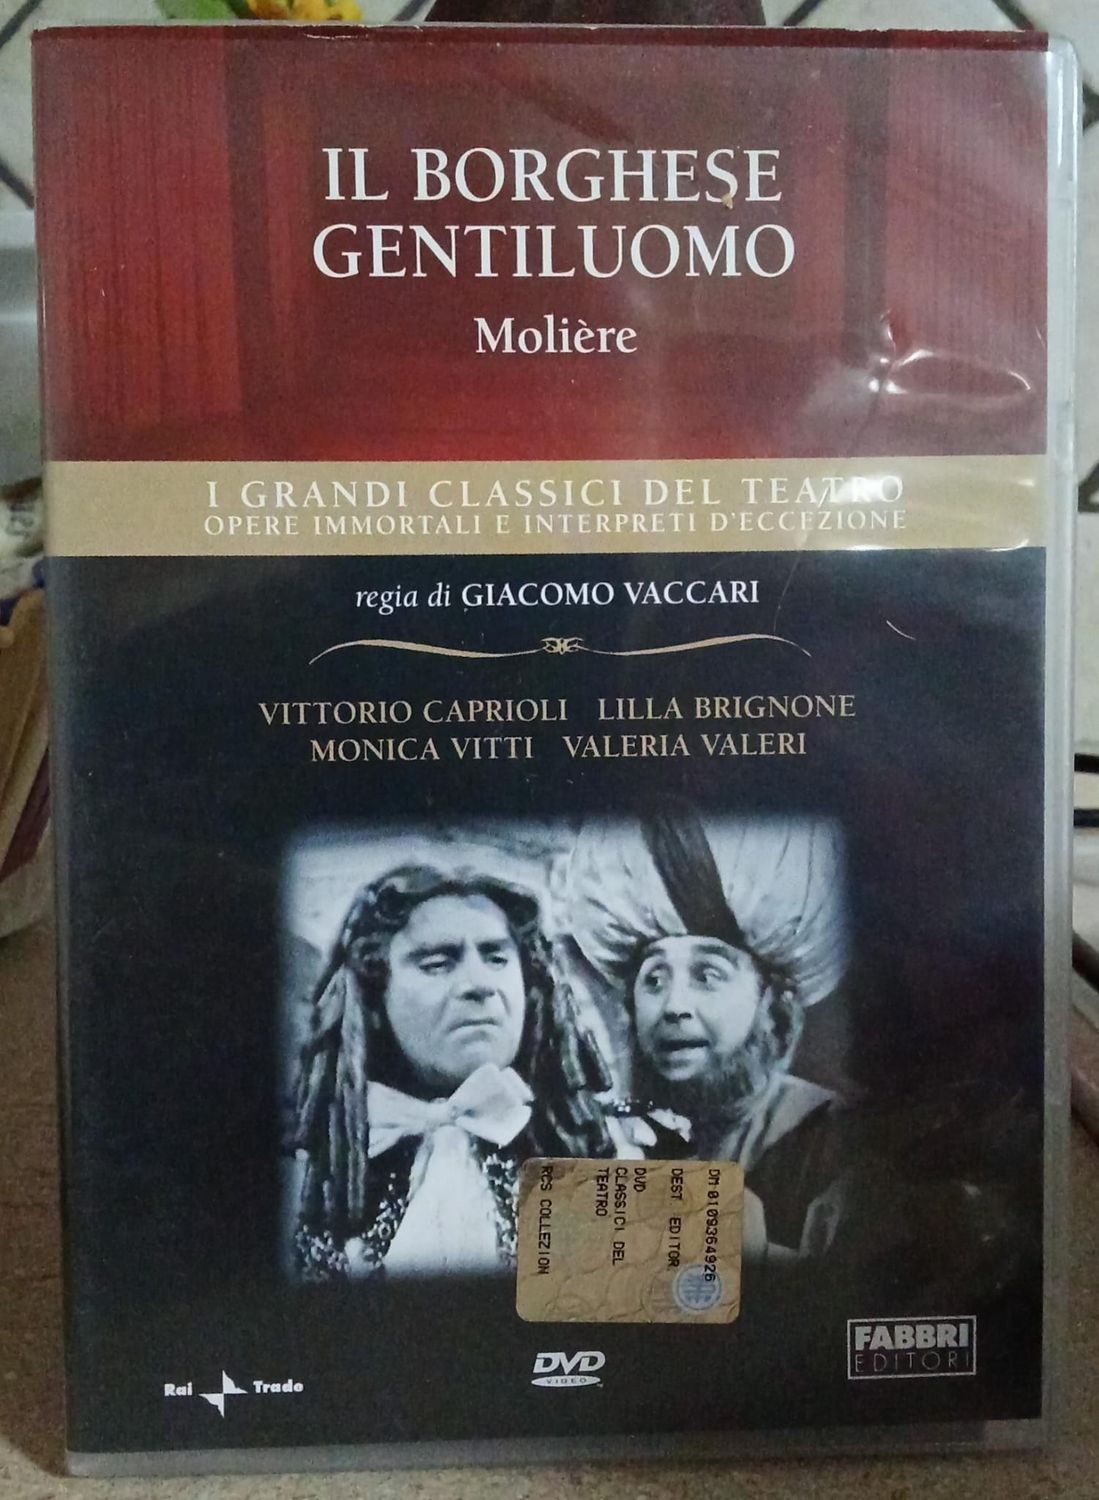 IL BORGHESE
GENTILUOMO
Molière
I GRANDI CLASSICI DEL TEATRO
OPERE IMMORTALI E INTERPRETI D'ECCEZIONE
regia di GIACOMO VACCARI
VITTORIO CAPRIOLI LILLA BRIGNONE
MONICA VITTI VALERIA VALERI
DM 0109364926
DEST EDITOR
DVD
CLASSICI DEL
TEATRO
RCS COLLEZION
Rai Trade
DVD
VIDEO
FABBRI
EDITORI